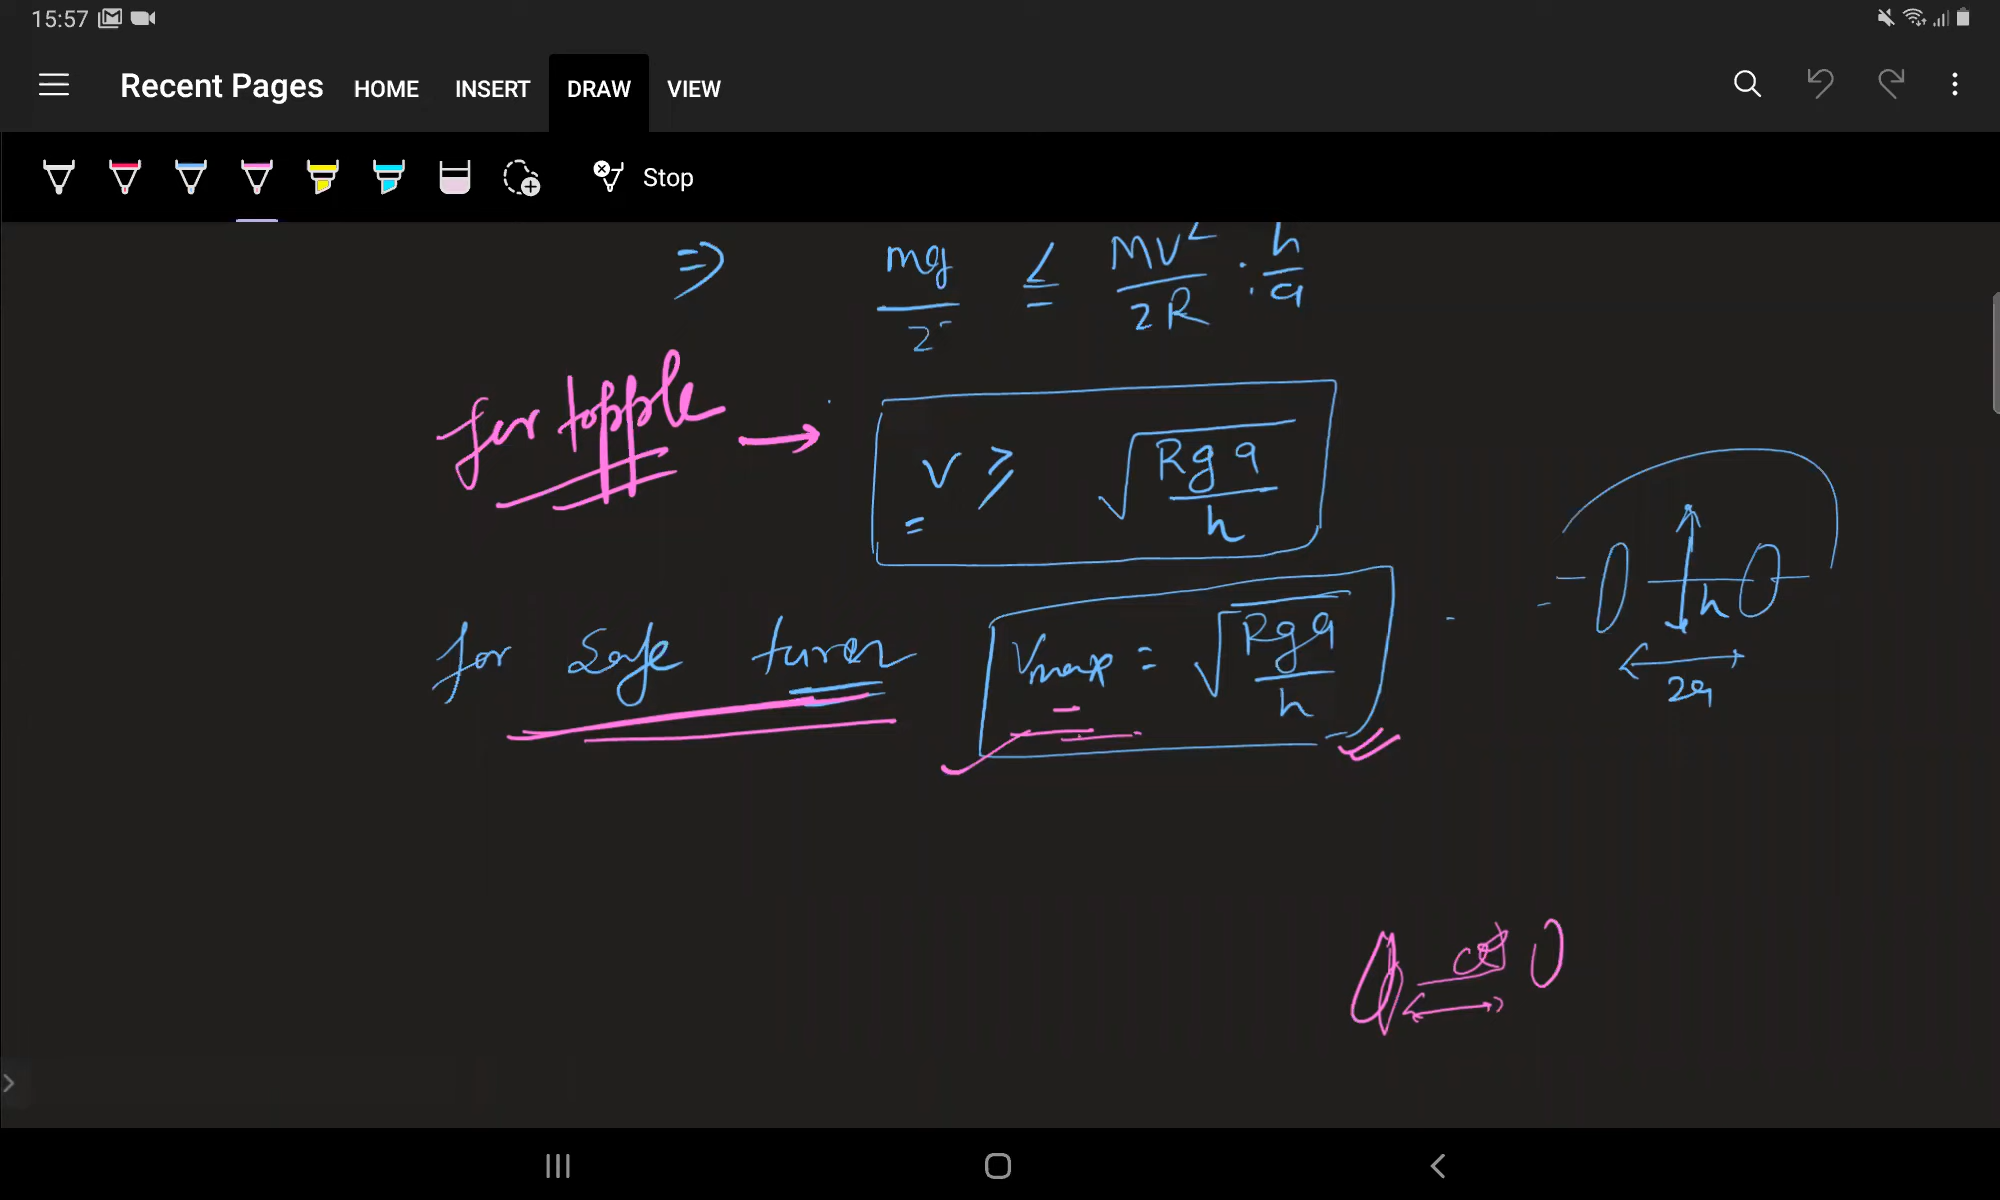 15:57
Recent Pages HOME INSERT DRAW VIEW
Stop
⇒ mg/2 ≤ MV²/2R · h/a
for topple → V ≥ √(Rga/h)
h
2a
for Safe turn Vmax = √(Rga/h)